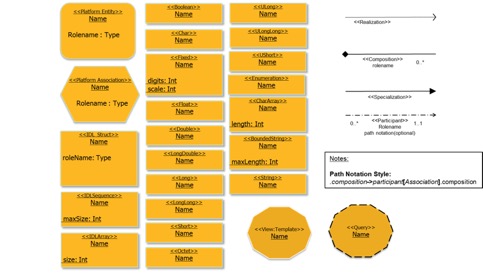 <<Platform Entity>>
Name
Rolename : Type
<<Platform Association>>
Name
Rolename : Type
<<IDL_Struct>>
Name
roleName: Type
<<IDLSequence>>
Name
maxSize: Int
<<IDLArray>>
Name
size: Int
<<Boolean>>
Name
<<Char>>
Name
<<Fixed>>
Name
digits: Int
scale: Int
<<Float>>
Name
<<Double>>
Name
<<LongDouble>>
Name
<<Long>>
Name
<<LongLong>>
Name
<<Short>>
Name
<<Octet>>
Name
<<ULong>>
Name
<<ULongLong>>
Name
<<UShort>>
Name
<<Enumeration>>
Name
<<CharArray>>
Name
length: Int
<<BoundedString>>
Name
maxLength: Int
<<String>>
Name
<<View:Template>>
Name
<<Query>>
Name
<<Realization>>
<<Composition>>
rolename 0..*
<<Specialization>>
<<Participant>>
0..* Rolename 1..1
path notation(optional)
Notes:
Path Notation Style:
.composition->participant[Association].composition